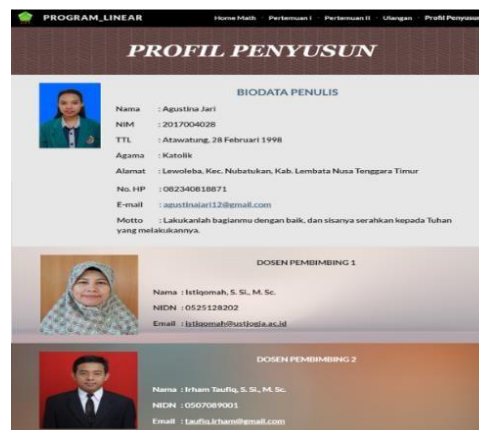 PROGRAM_LINEAR Home Math Pertemuan I Pertemuan II Ulangan Profil Penyusun
PROFIL PENYUSUN
BIODATA PENULIS
Nama : Agustina Jari
NIM : 2017004028
TTL : Atawatung, 28 Februari 1998
Agama : Katolik
Alamat : Lewoleba, Kec. Nubatukan, Kab. Lembata Nusa Tenggara Timur
No. HP : 082340818871
E-mail : agustinajari12@gmail.com
Motto : Lakukanlah bagianmu dengan baik, dan sisanya serahkan kepada Tuhan
yang melakukannya.
DOSEN PEMBIMBING 1
Nama : Istiqomah, S. Si., M. Sc.
NIDN : 0525128202
Email : istiqomah@ustjogja.ac.id
DOSEN PEMBIMBING 2
Nama : Irham Taufiq, S. Si., M. Sc.
NIDN : 0507089001
Email : taufiq.irham@gmail.com